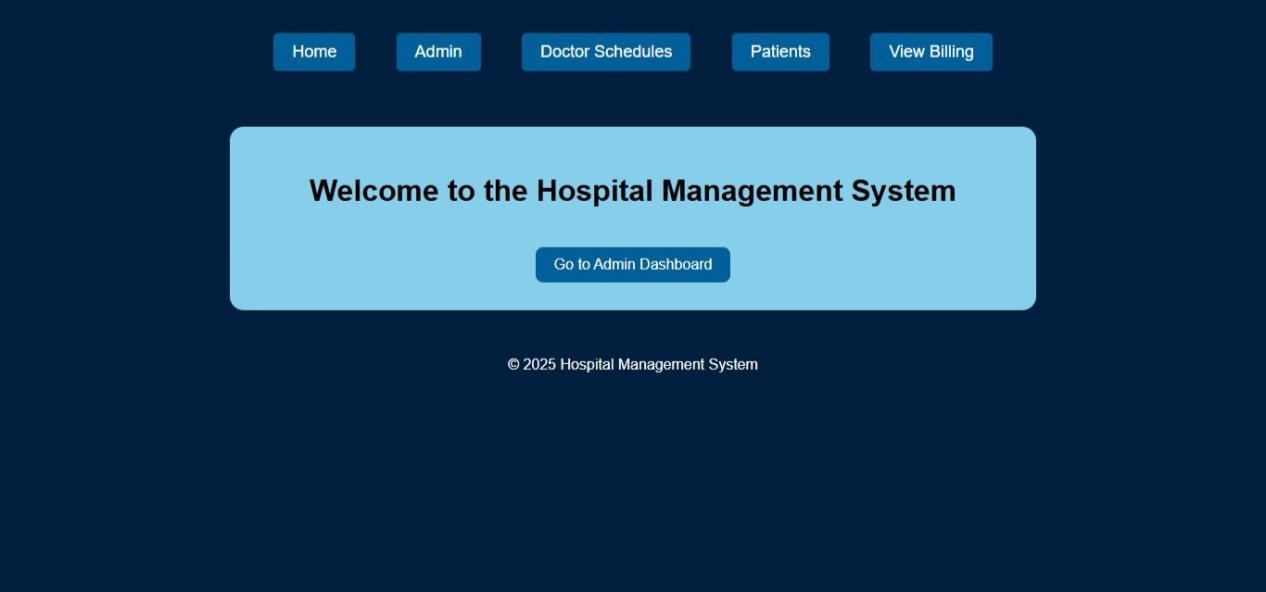 Home Admin Doctor Schedules Patients View Billing
Welcome to the Hospital Management System
Go to Admin Dashboard
© 2025 Hospital Management System